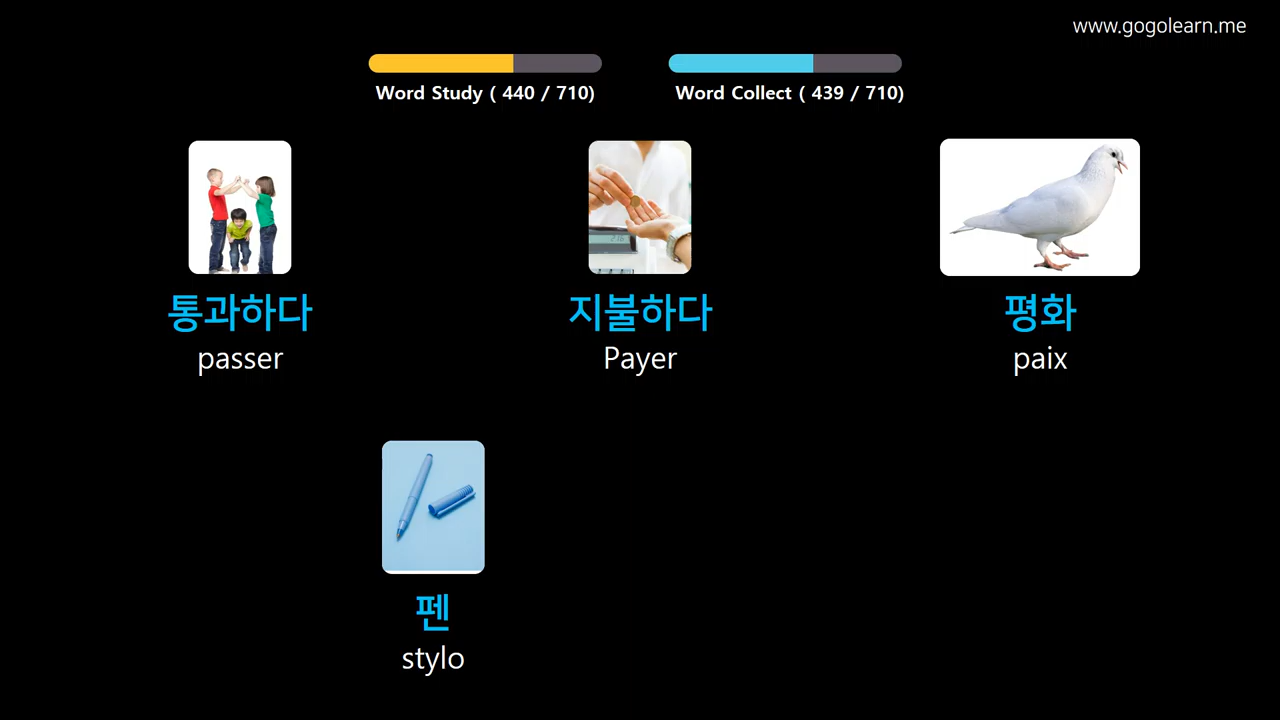 www.gogolearn.me
Word Study ( 440 / 710)
Word Collect ( 439 / 710)
통과하다
passer
지불하다
Payer
평화
paix
펜
stylo